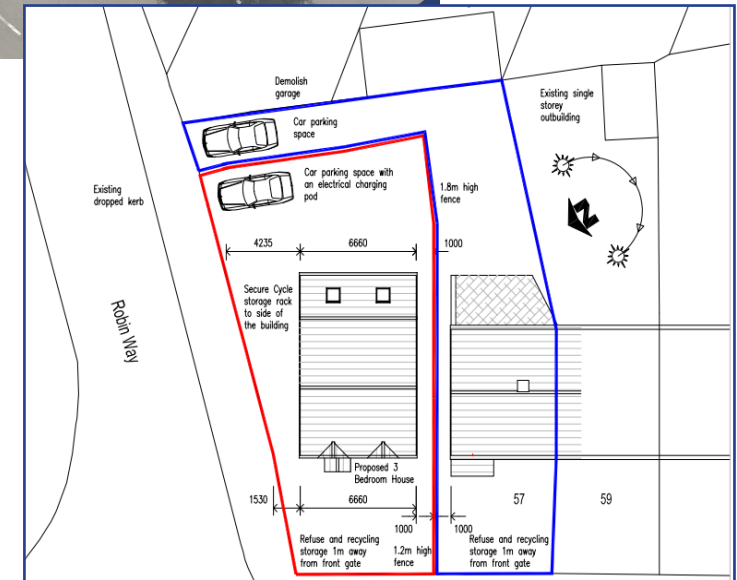 Demolish
garage
Existing single
storey
outbuilding
Car parking
space
Existing
dropped kerb
Car parking space with
an electrical charging
pod
1.8m high
fence
4235
6660
1000
Secure Cycle
storage rack
to side of
the building
Robin Way
N
Proposed 3
Bedroom House
1530
6660
1000
1000
57
59
Refuse and recycling
storage 1m away
from front gate
1.2m high
fence
Refuse and recycling
storage 1m away
from front gate